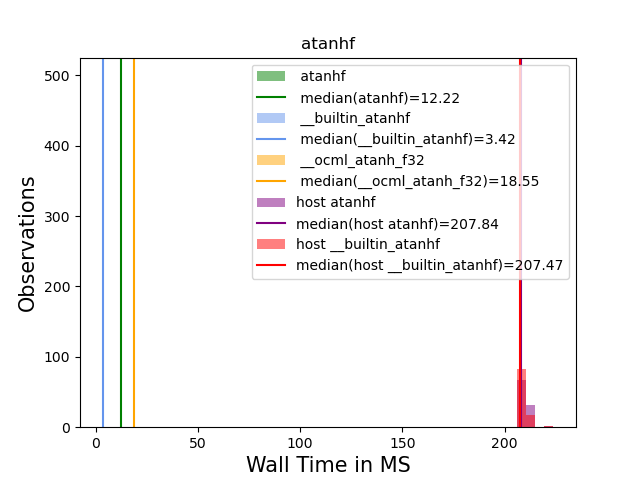 atanhf
500
400
300
200
100
0
Observations
atanhf
median(atanhf)=12.22
__builtin_atanhf
median(__builtin_atanhf)=3.42
__ocml_atanh_f32
median(__ocml_atanh_f32)=18.55
host atanhf
median(host atanhf)=207.84
host __builtin_atanhf
median(host __builtin_atanhf)=207.47
0 50 100 150 200
Wall Time in MS